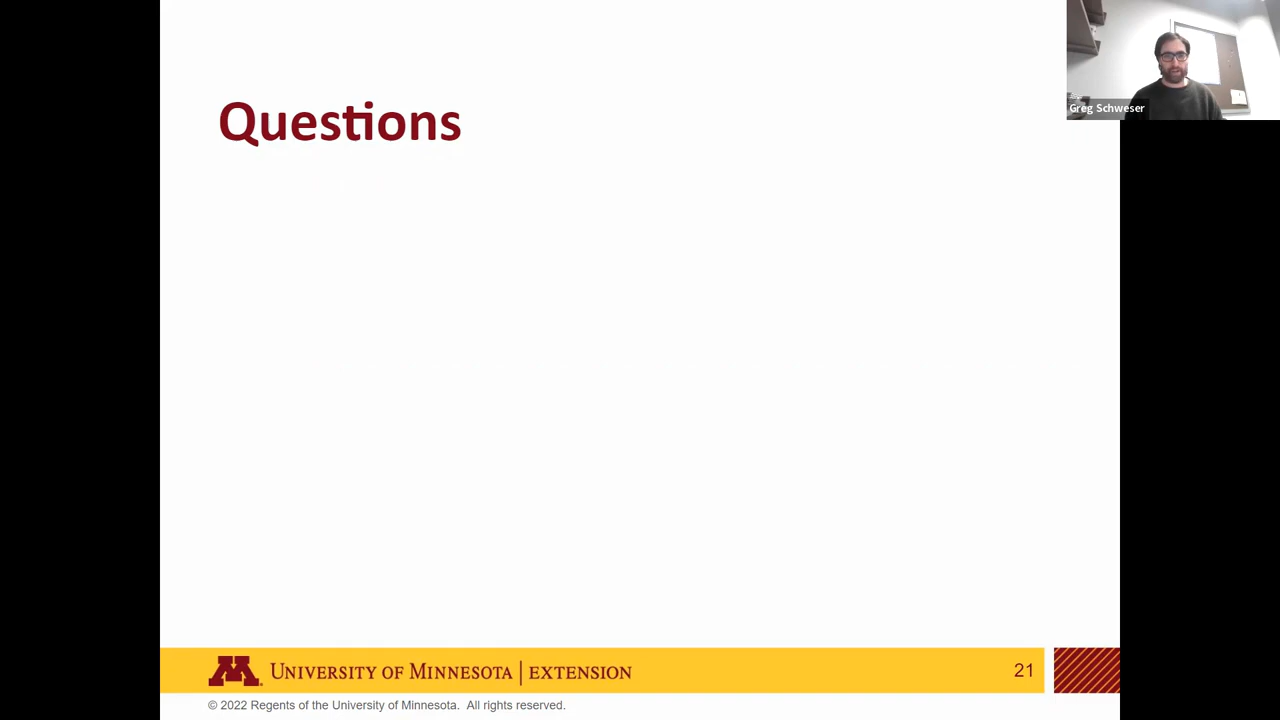 Questions
Greg Schweser
M UNIVERSITY OF MINNESOTA | EXTENSION
21
© 2022 Regents of the University of Minnesota. All rights reserved.